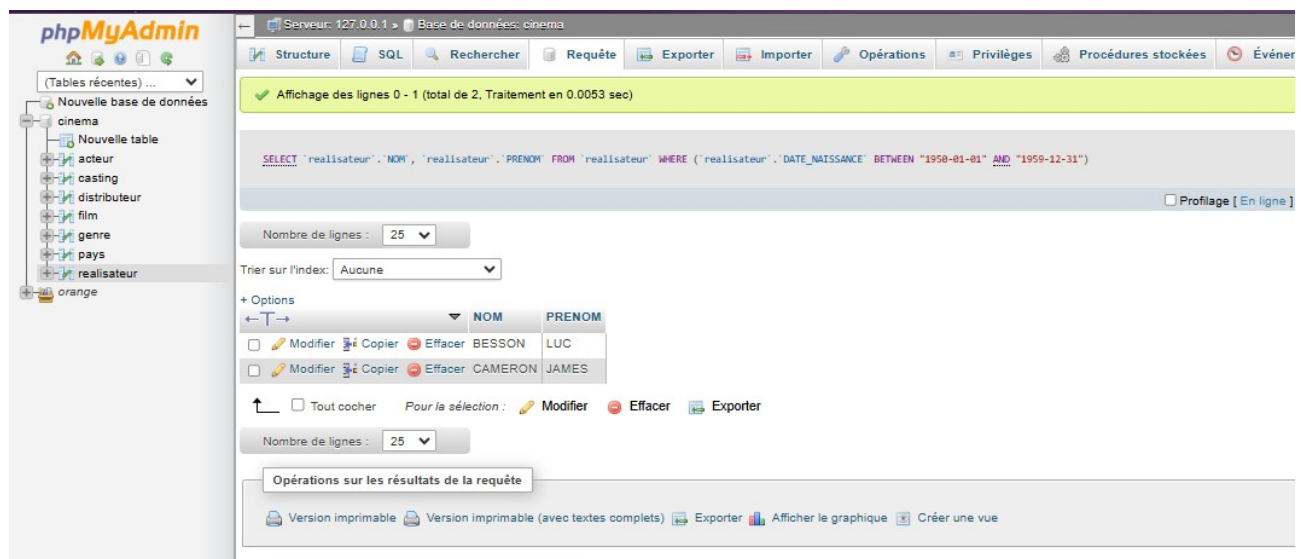 phpMyAdmin
(Tables récentes) ...
Nouvelle base de données
cinema
Nouvelle table
acteur
casting
distributeur
film
genre
pays
realisateur
orange
← Serveur: 127.0.0.1 » Base de données: cinema
Structure SQL Rechercher Requête Exporter Importer Opérations Privilèges Procédures stockées Événer
Affichage des lignes 0 - 1 (total de 2, Traitement en 0.0053 sec)
SELECT `realisateur`.`NOM`, `realisateur`.`PRENOM` FROM `realisateur` WHERE (`realisateur`.`DATE_NAISSANCE` BETWEEN "1950-01-01" AND "1959-12-31")
Profilage [ En ligne ]
Nombre de lignes : 25
Trier sur l'index: Aucune
+ Options
←T→ NOM PRENOM
Modifier Copier Effacer BESSON LUC
Modifier Copier Effacer CAMERON JAMES
Tout cocher Pour la sélection : Modifier Effacer Exporter
Nombre de lignes : 25
Opérations sur les résultats de la requête
Version imprimable Version imprimable (avec textes complets) Exporter Afficher le graphique Créer une vue